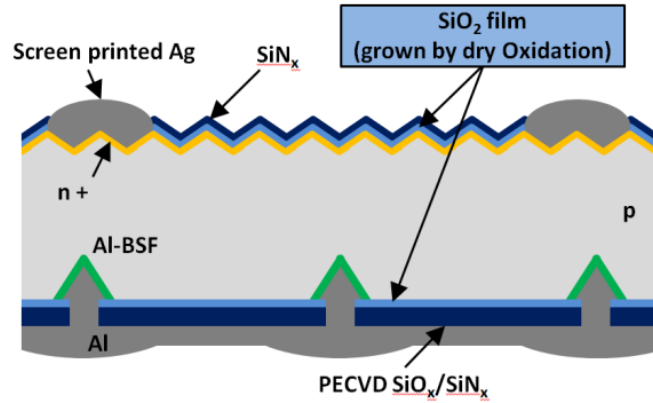 SiO₂ film
(grown by dry Oxidation)
Screen printed Ag
SiNₓ
n +
p
Al-BSF
Al
PECVD SiOₓ/SiNₓ